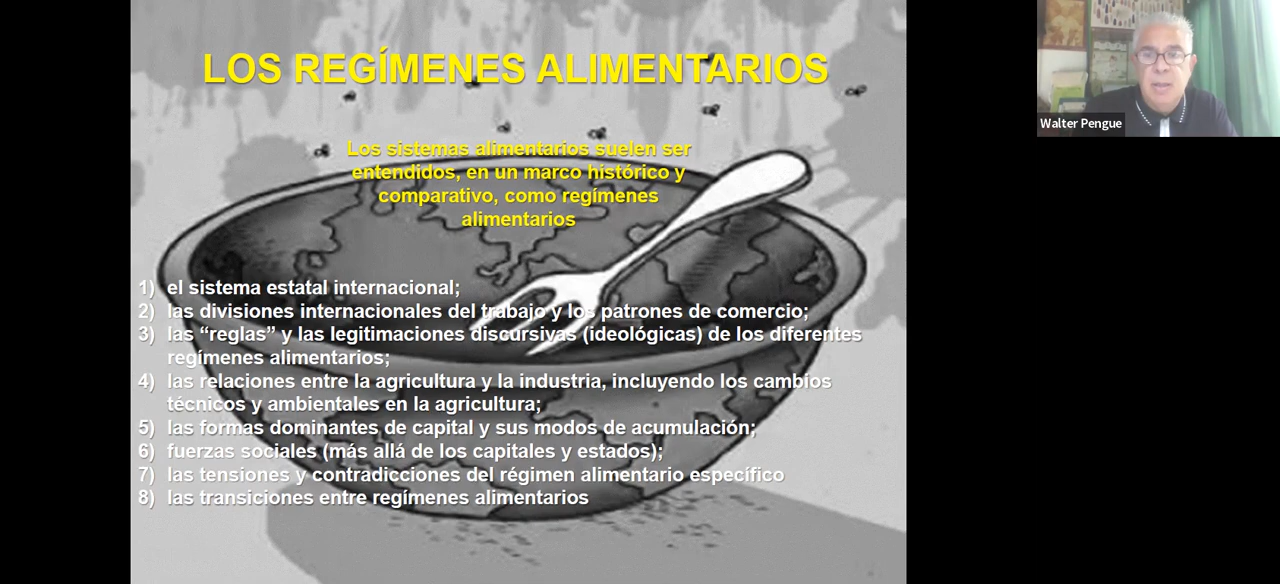 LOS REGÍMENES ALIMENTARIOS
Los sistemas alimentarios suelen ser
entendidos, en un marco histórico y
comparativo, como regímenes
alimentarios
1) el sistema estatal internacional;
2) las divisiones internacionales del trabajo y los patrones de comercio;
3) las “reglas” y las legitimaciones discursivas (ideológicas) de los diferentes
regímenes alimentarios;
4) las relaciones entre la agricultura y la industria, incluyendo los cambios
técnicos y ambientales en la agricultura;
5) las formas dominantes de capital y sus modos de acumulación;
6) fuerzas sociales (más allá de los capitales y estados);
7) las tensiones y contradicciones del régimen alimentario específico
8) las transiciones entre regímenes alimentarios
Walter Pengue